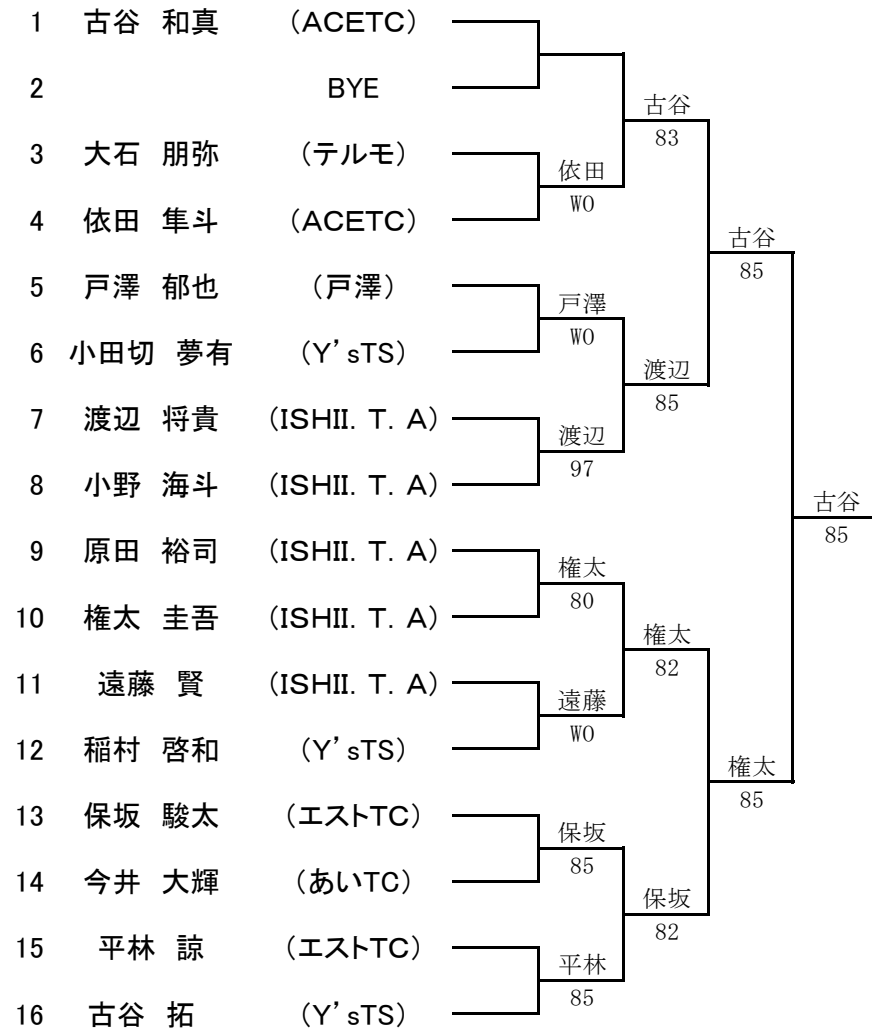 1 古谷 和真 (ACETC)
2 BYE
古谷
83
3 大石 朋弥 (テルモ)
依田
WO
4 依田 隼斗 (ACETC)
古谷
85
5 戸澤 郁也 (戸澤)
戸澤
WO
6 小田切 夢有 (Y'sTS)
渡辺
85
7 渡辺 将貴 (ISHII. T. A)
渡辺
97
8 小野 海斗 (ISHII. T. A)
古谷
85
9 原田 裕司 (ISHII. T. A)
権太
80
10 権太 圭吾 (ISHII. T. A)
権太
82
11 遠藤 賢 (ISHII. T. A)
遠藤
WO
12 稲村 啓和 (Y'sTS)
権太
85
13 保坂 駿太 (エストTC)
保坂
85
14 今井 大輝 (あいTC)
保坂
82
15 平林 諒 (エストTC)
平林
85
16 古谷 拓 (Y'sTS)